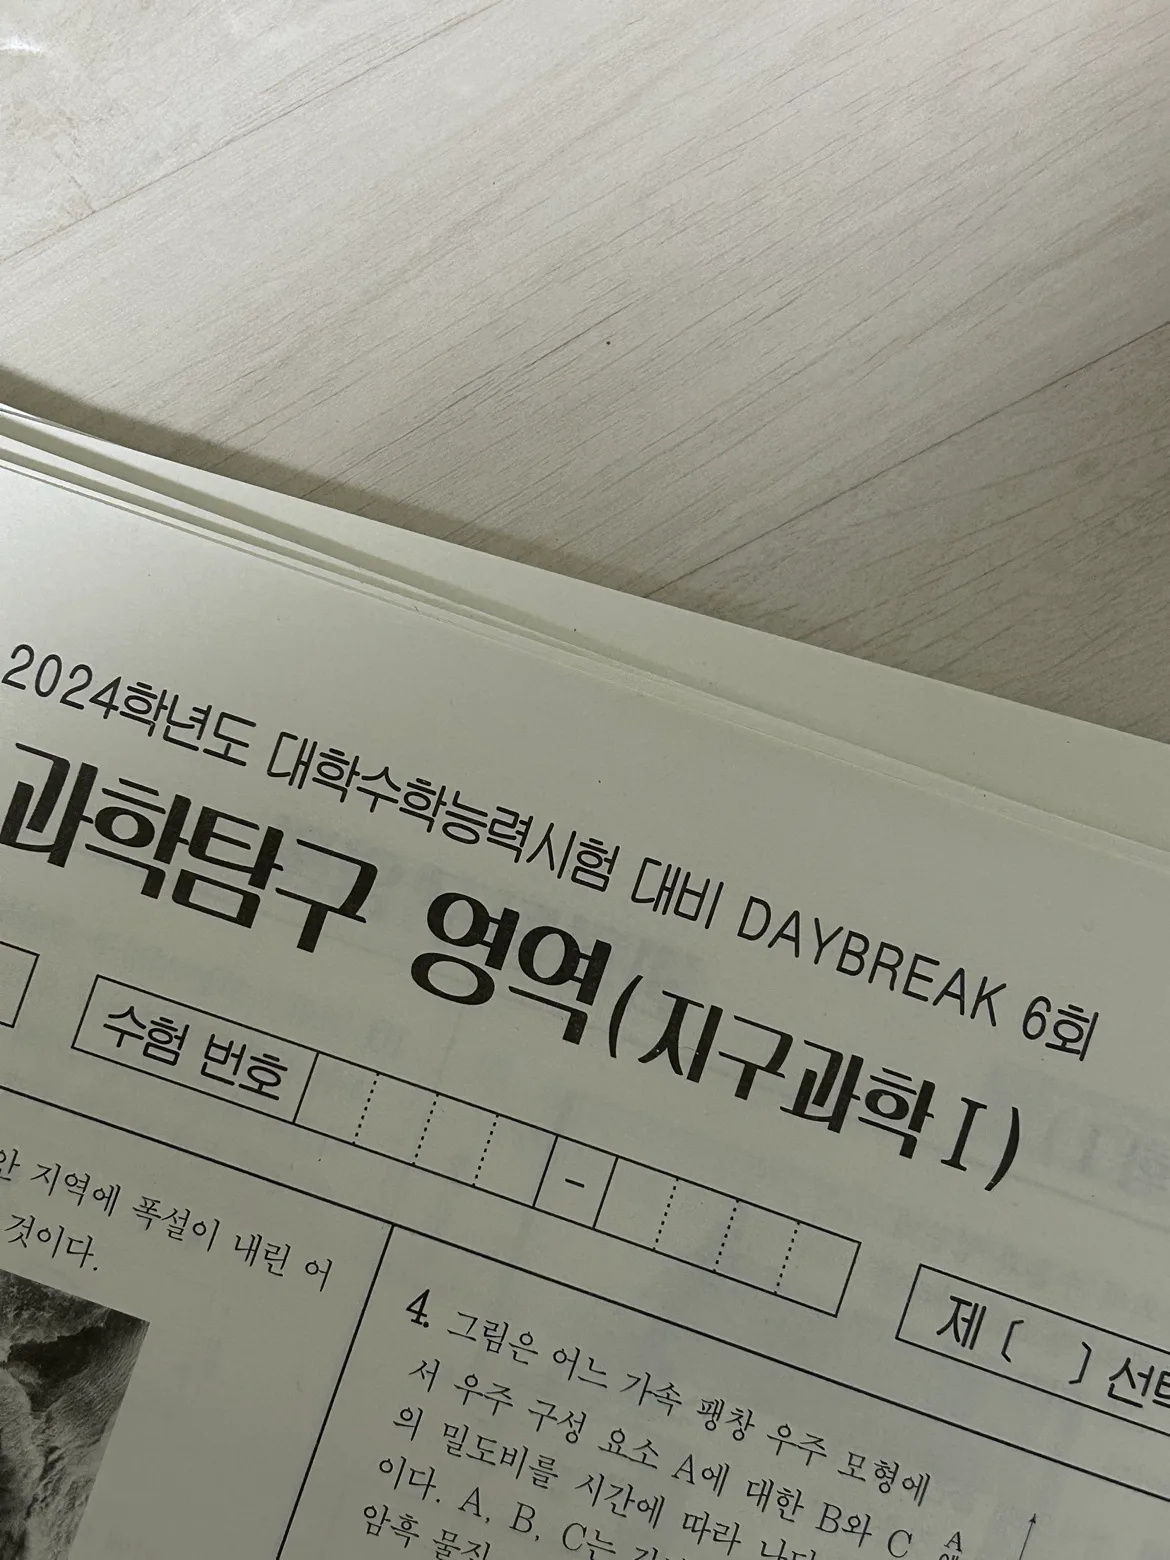 2024학년도 대학수학능력시험 대비 DAYBREAK 6회
과학탐구 영역(지구과학Ⅰ)
수험 번호
-
제 [ ] 선택
지역에 폭설이 내린 어
것이다.
4. 그림은 어느 가속 팽창 우주 모형에
서 우주 구성 요소 A에 대한 B와 C
의 밀도비를 시간에 따라
이다. A, B, C는
암흑 물질
A